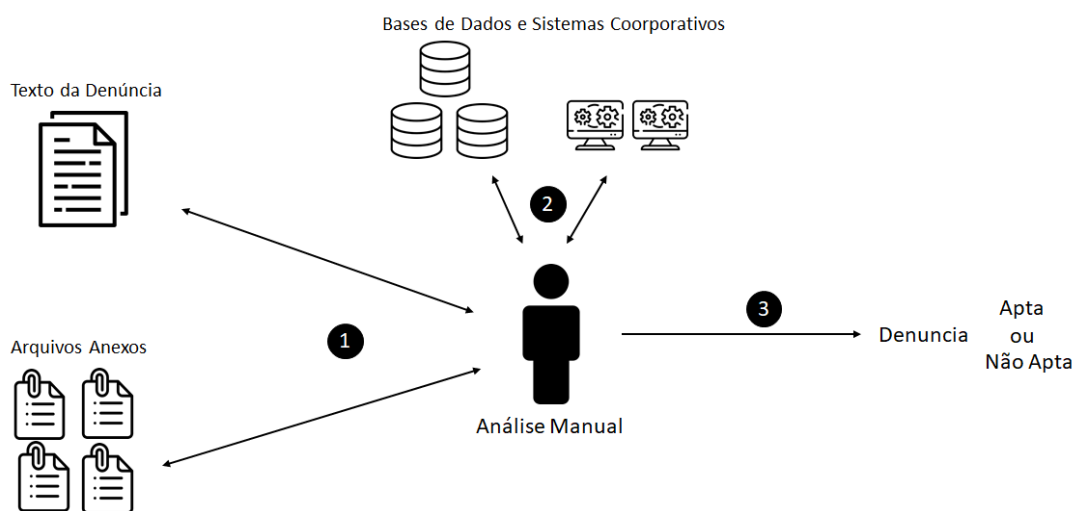 Bases de Dados e Sistemas Coorporativos
Texto da Denúncia
2
1
3
Arquivos Anexos
Análise Manual
Denuncia
Apta
ou
Não Apta